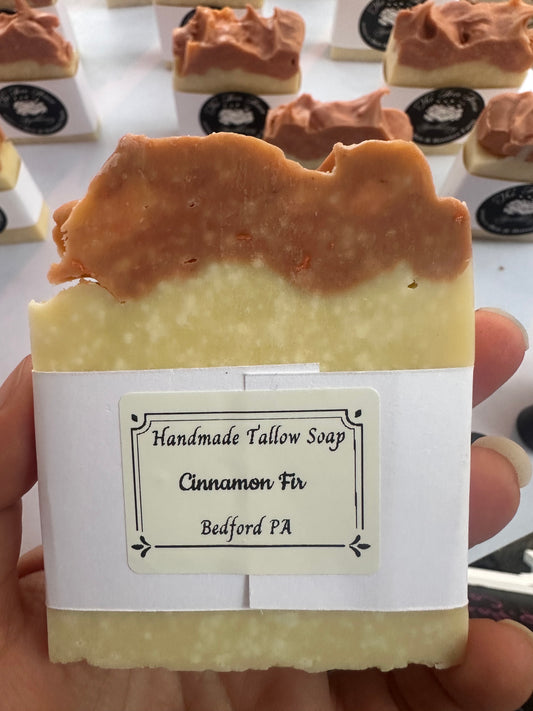 Handmade Tallow Soap
Cinnamon Fir
Bedford PA